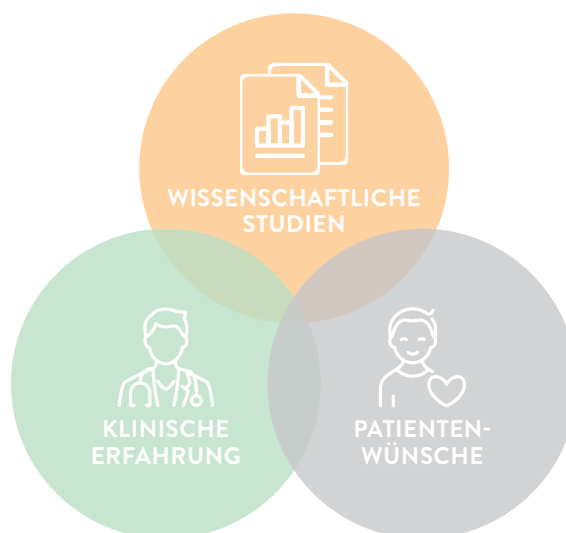 WISSENSCHAFTLICHE
STUDIEN
KLINISCHE
ERFAHRUNG
PATIENTEN-
WÜNSCHE